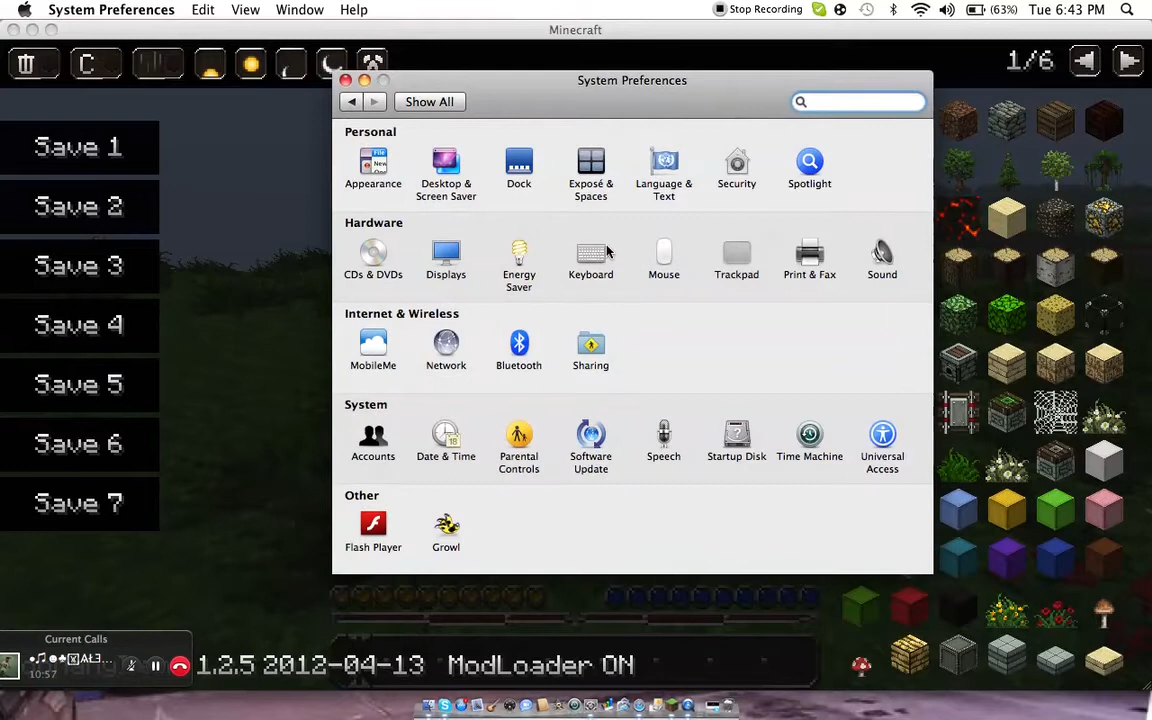 System Preferences Edit View Window Help Stop Recording (63%) Tue 6:43 PM
Minecraft
C 1/6
System Preferences
Show All
Save 1
Save 2
Save 3
Save 4
Save 5
Save 6
Save 7
Personal
Appearance Desktop & Screen Saver Dock Exposé & Spaces Language & Text Security Spotlight
Hardware
CDs & DVDs Displays Energy Saver Keyboard Mouse Trackpad Print & Fax Sound
Internet & Wireless
MobileMe Network Bluetooth Sharing
System
Accounts Date & Time Parental Controls Software Update Speech Startup Disk Time Machine Universal Access
Other
Flash Player Growl
Current Calls
10:57
1.2.5 2012-04-13 ModLoader ON